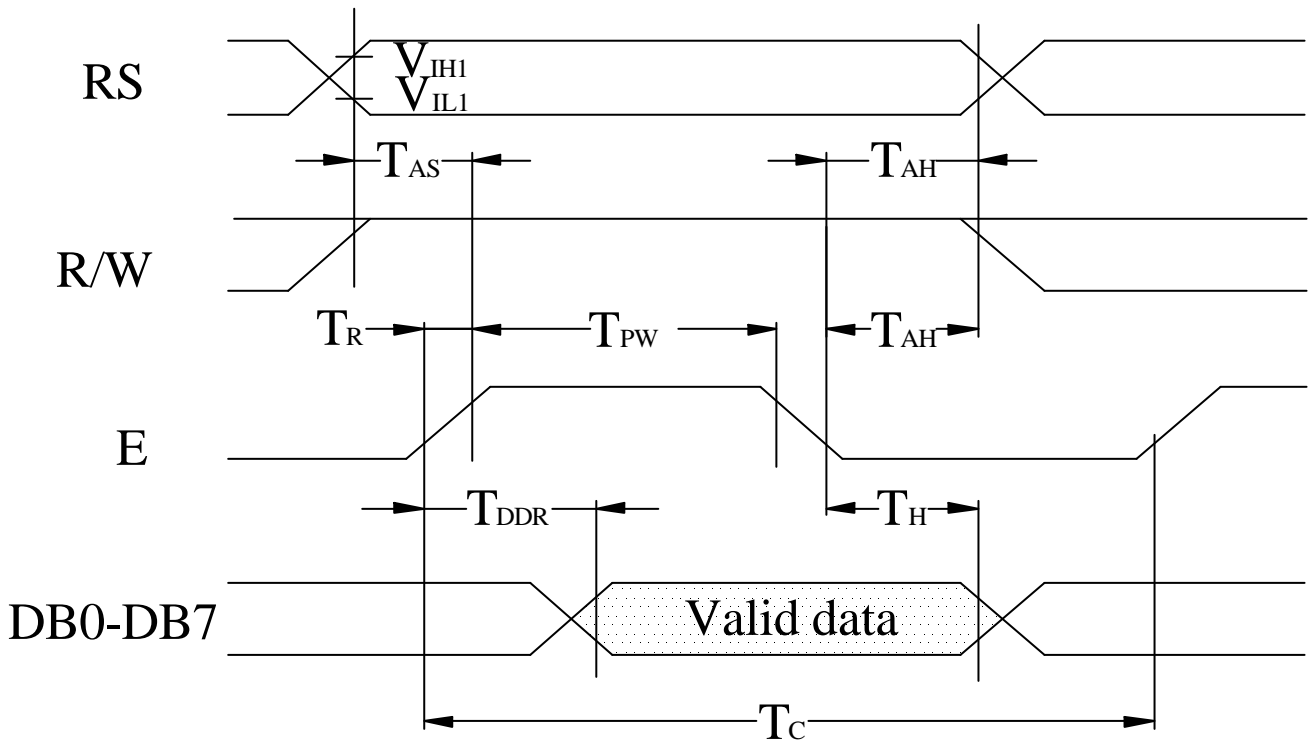 RS
VIH1
VIL1
TAS
TAH
R/W
TR
TPW
TAH
E
TDDR
TH
DB0-DB7
Valid data
TC